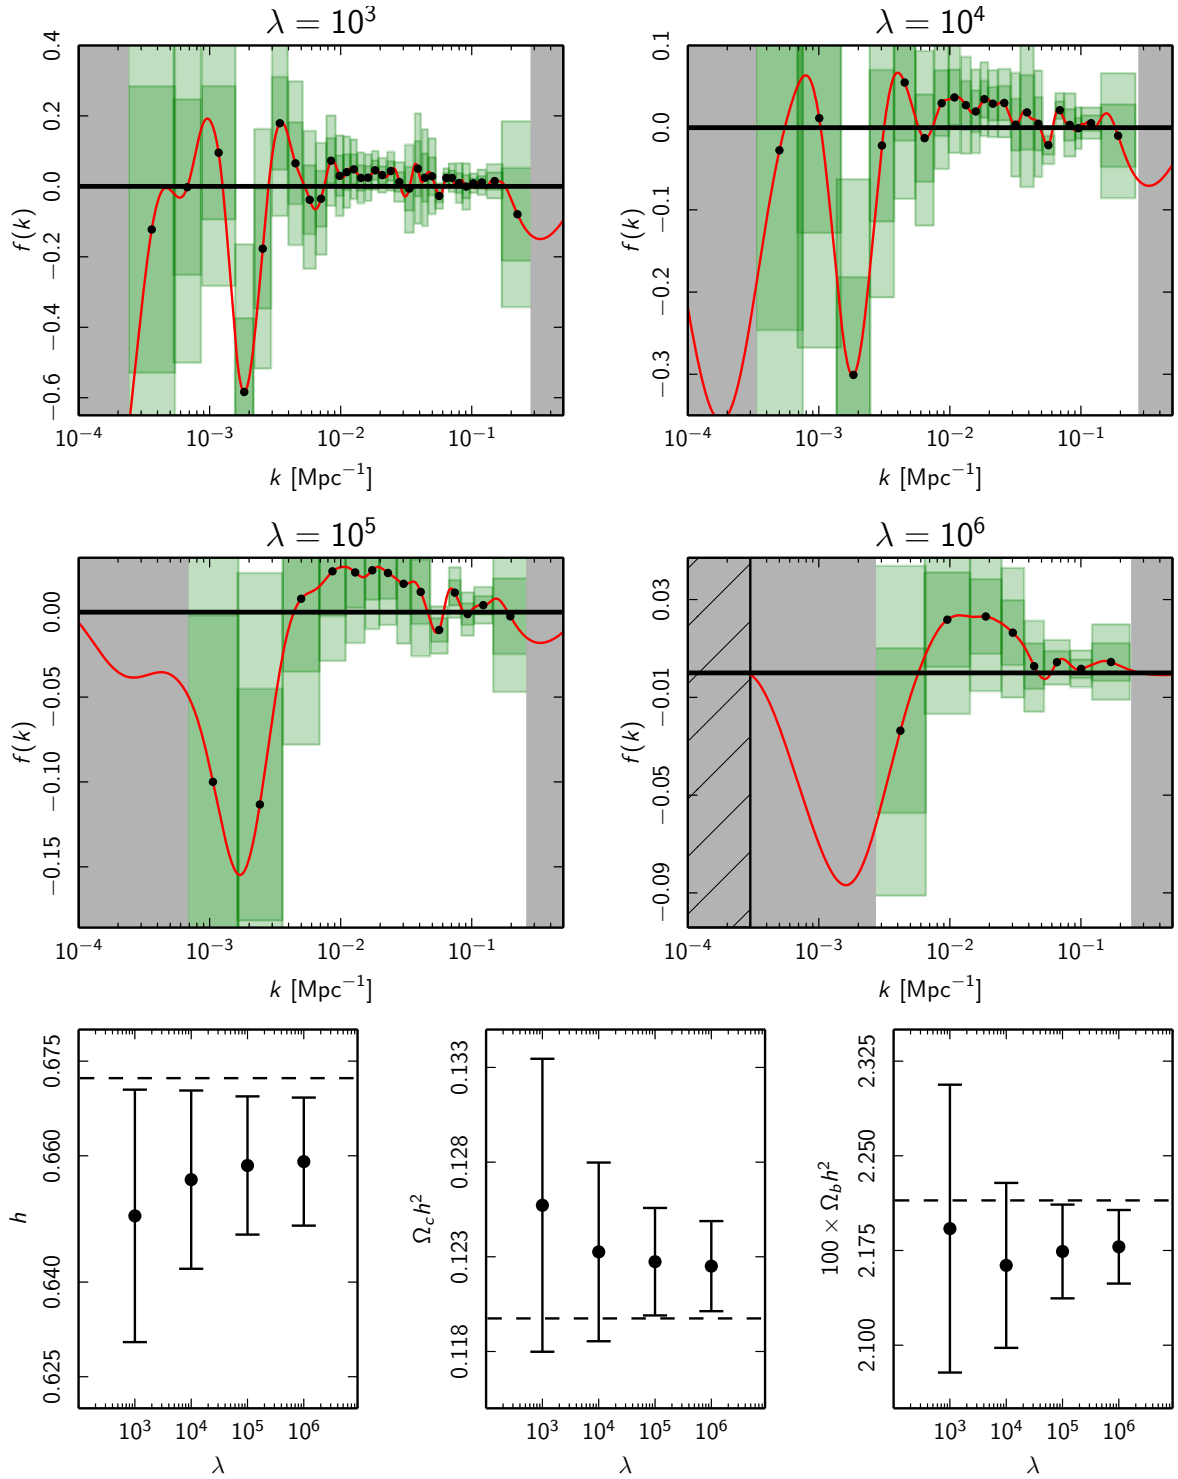 λ = 10³
λ = 10⁴
0.4
0.2
0.0
−0.2
−0.4
−0.6
f(k)
10⁻⁴ 10⁻³ 10⁻² 10⁻¹
k [Mpc⁻¹]
0.1
0.0
−0.1
−0.2
−0.3
f(k)
10⁻⁴ 10⁻³ 10⁻² 10⁻¹
k [Mpc⁻¹]
λ = 10⁵
λ = 10⁶
0.00
−0.05
−0.10
−0.15
f(k)
10⁻⁴ 10⁻³ 10⁻² 10⁻¹
k [Mpc⁻¹]
0.03
−0.01
−0.05
−0.09
f(k)
10⁻⁴ 10⁻³ 10⁻² 10⁻¹
k [Mpc⁻¹]
0.675
0.660
0.640
0.625
h
10³ 10⁴ 10⁵ 10⁶
λ
0.133
0.128
0.123
0.118
Ω_c h²
10³ 10⁴ 10⁵ 10⁶
λ
2.325
2.250
2.175
2.100
100 × Ω_b h²
10³ 10⁴ 10⁵ 10⁶
λ